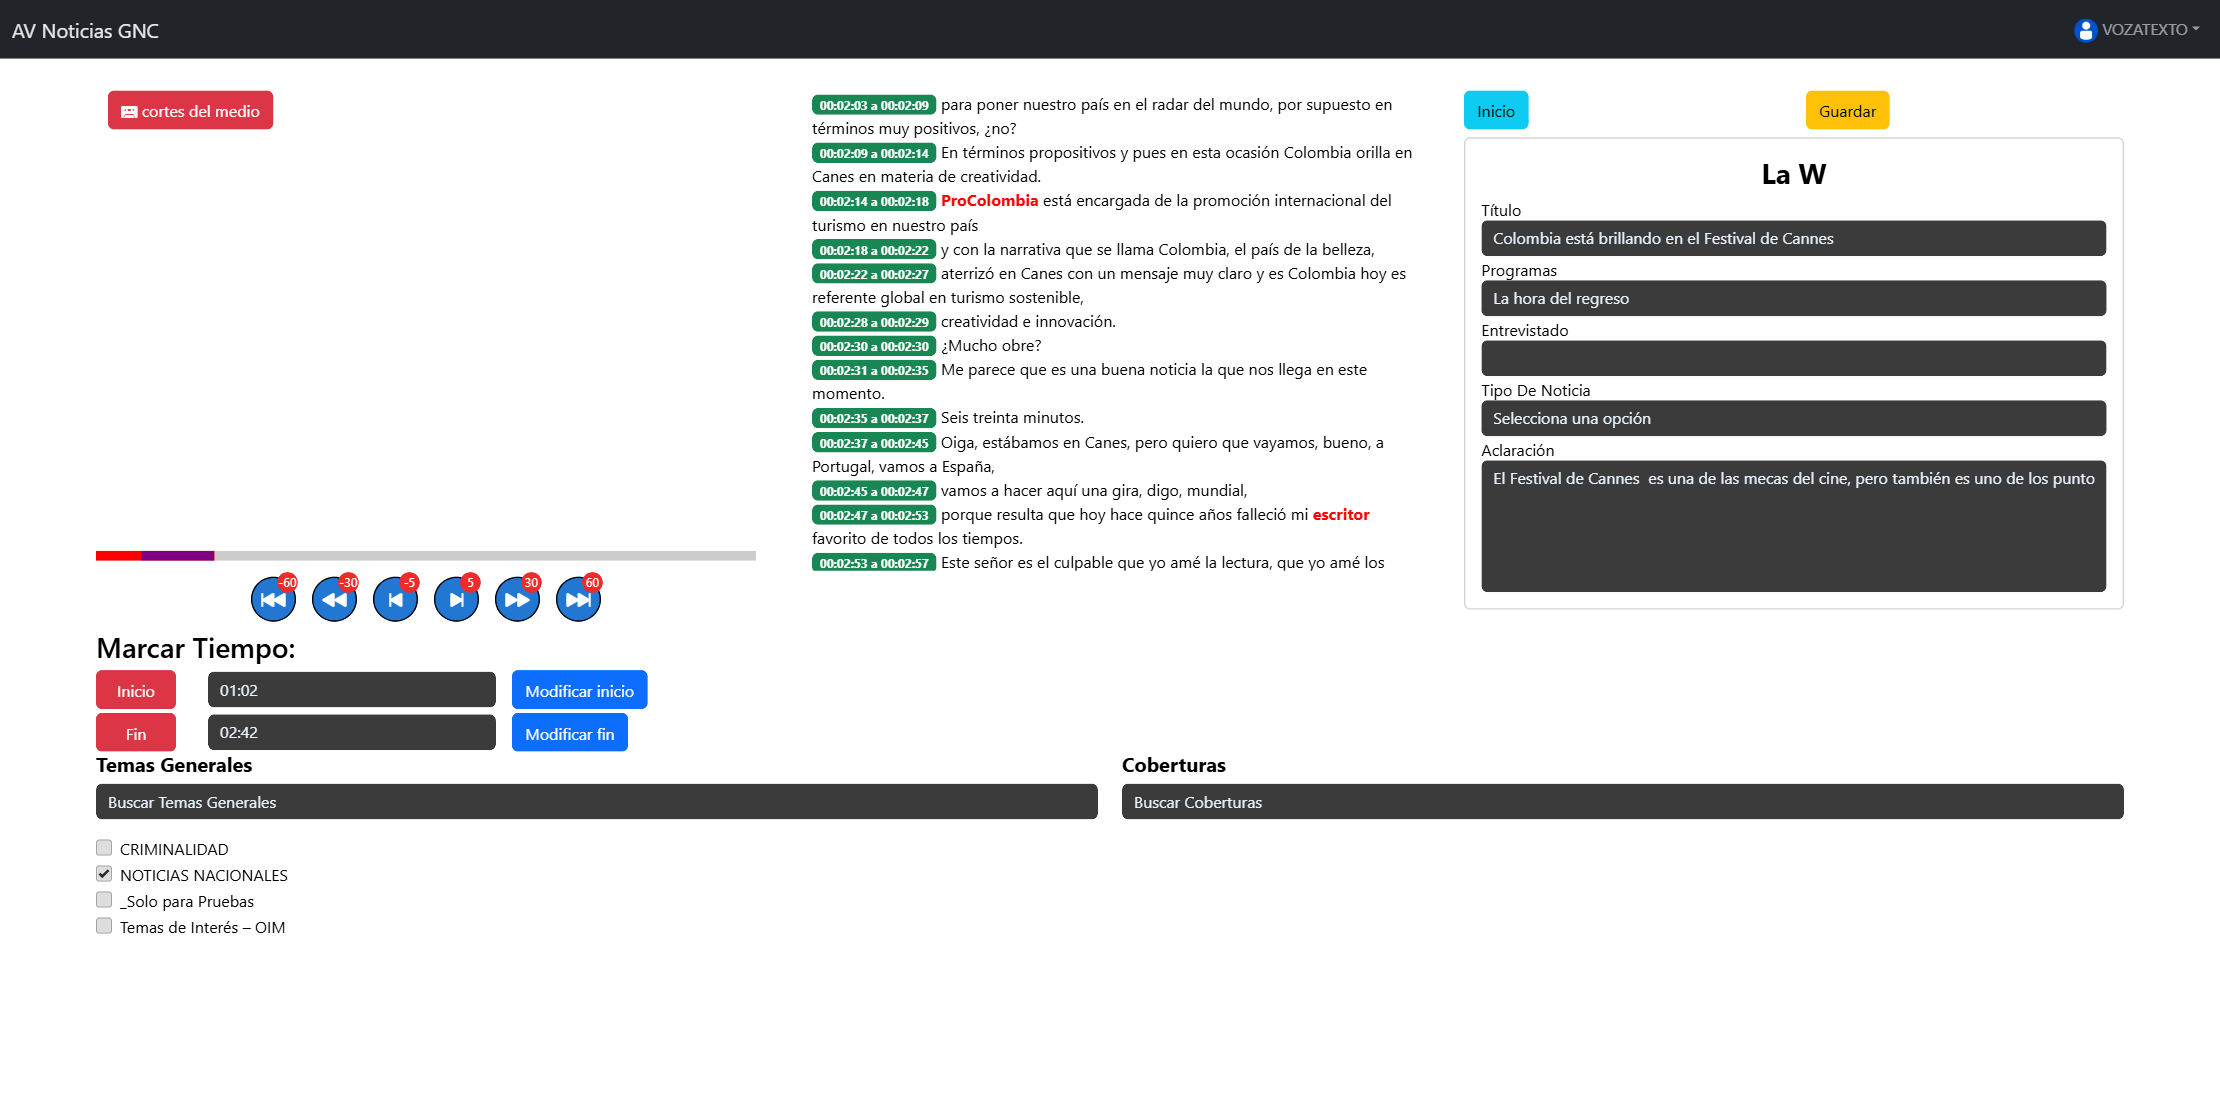 AV Noticias GNC
VOZATEXTO
cortes del medio
-60
-30
-5
5
30
60
Marcar Tiempo:
Inicio
01:02
Modificar inicio
Fin
02:42
Modificar fin
00:02:03 a 00:02:09 para poner nuestro país en el radar del mundo, por supuesto en
términos muy positivos, ¿no?
00:02:09 a 00:02:14 En términos propositivos y pues en esta ocasión Colombia orilla en
Canes en materia de creatividad.
00:02:14 a 00:02:18 ProColombia está encargada de la promoción internacional del
turismo en nuestro país
00:02:18 a 00:02:22 y con la narrativa que se llama Colombia, el país de la belleza,
00:02:22 a 00:02:27 aterrizó en Canes con un mensaje muy claro y es Colombia hoy es
referente global en turismo sostenible,
00:02:28 a 00:02:29 creatividad e innovación.
00:02:30 a 00:02:30 ¿Mucho obre?
00:02:31 a 00:02:35 Me parece que es una buena noticia la que nos llega en este
momento.
00:02:35 a 00:02:37 Seis treinta minutos.
00:02:37 a 00:02:45 Oiga, estábamos en Canes, pero quiero que vayamos, bueno, a
Portugal, vamos a España,
00:02:45 a 00:02:47 vamos a hacer aquí una gira, digo, mundial,
00:02:47 a 00:02:53 porque resulta que hoy hace quince años falleció mi escritor
favorito de todos los tiempos.
00:02:53 a 00:02:57 Este señor es el culpable que yo amé la lectura, que yo amé los
Inicio
Guardar
La W
Título
Colombia está brillando en el Festival de Cannes
Programas
La hora del regreso
Entrevistado
Tipo De Noticia
Selecciona una opción
Aclaración
El Festival de Cannes  es una de las mecas del cine, pero también es uno de los punto
Temas Generales
Buscar Temas Generales
CRIMINALIDAD
NOTICIAS NACIONALES
_Solo para Pruebas
Temas de Interés – OIM
Coberturas
Buscar Coberturas